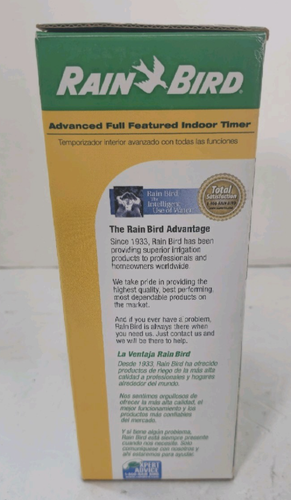 RAIN BIRD
Advanced Full Featured Indoor Timer
Temporizador interior avanzado con todas las funciones
Rain Bird
The
Intelligent
Use of Water
Total
Satisfaction
The Rain Bird Advantage
Since 1933, Rain Bird has been
providing superior Irrigation
products to professionals and
homeowners worldwide
We take pride in providing the
highest quality, best performing,
most dependable products on
the market.
And if you ever have a problem,
Rain Bird is always there when
you need us. Just contact us and
we will be there to help.
La Ventaja Rain Bird
Desde 1933, Rain Bird ha ofrecido
productos de riego de la más alta
calidad a profesionales y hogares
alrededor del mundo.
Nos sentimos orgullosos de
ofrecer la más alta calidad, el
mejor funcionamiento y los
productos más confiables
del mercado.
Y si tiene algún problema,
Rain Bird está siempre presente
cuando nos necesita. Sólo
comuníquese con nosotros y
ahí estaremos para ayudar.
EXPERT
ADVICE